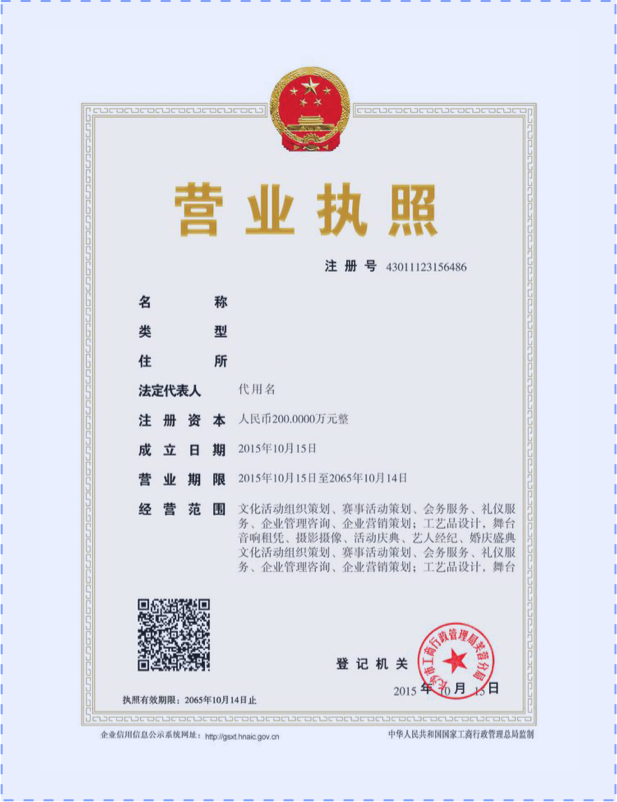 营业执照
注册号 43011123156486
名称
类型
住所
法定代表人 代用名
注册资本 人民币200.0000万元整
成立日期 2015年10月15日
营业期限 2015年10月15日至2065年10月14日
经营范围 文化活动组织策划、赛事活动策划、会务服务、礼仪服
务、企业管理咨询、企业营销策划；工艺品设计，舞台
音响租凭、摄影摄像、活动庆典、艺人经纪、婚庆盛典
文化活动组织策划、赛事活动策划、会务服务、礼仪服
务、企业管理咨询、企业营销策划；工艺品设计，舞台
长沙市工商行政管理局芙蓉分局
登记机关
2015年10月15日
执照有效期限：2065年10月14日止
企业信用信息公示系统网址：http://gsxt.hnaic.gov.cn
中华人民共和国国家工商行政管理总局监制